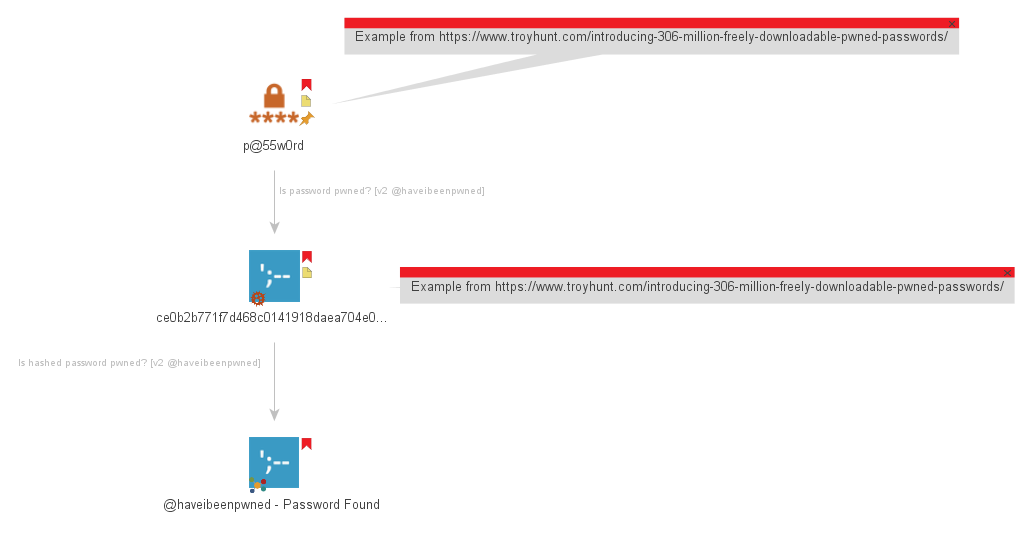 Example from https://www.troyhunt.com/introducing-306-million-freely-downloadable-pwned-passwords/
****
p@55w0rd
Is password pwned? [v2 @haveibeenpwned]
';--
Example from https://www.troyhunt.com/introducing-306-million-freely-downloadable-pwned-passwords/
ce0b2b771f7d468c0141918daea704e0...
Is hashed password pwned? [v2 @haveibeenpwned]
';--
@haveibeenpwned - Password Found